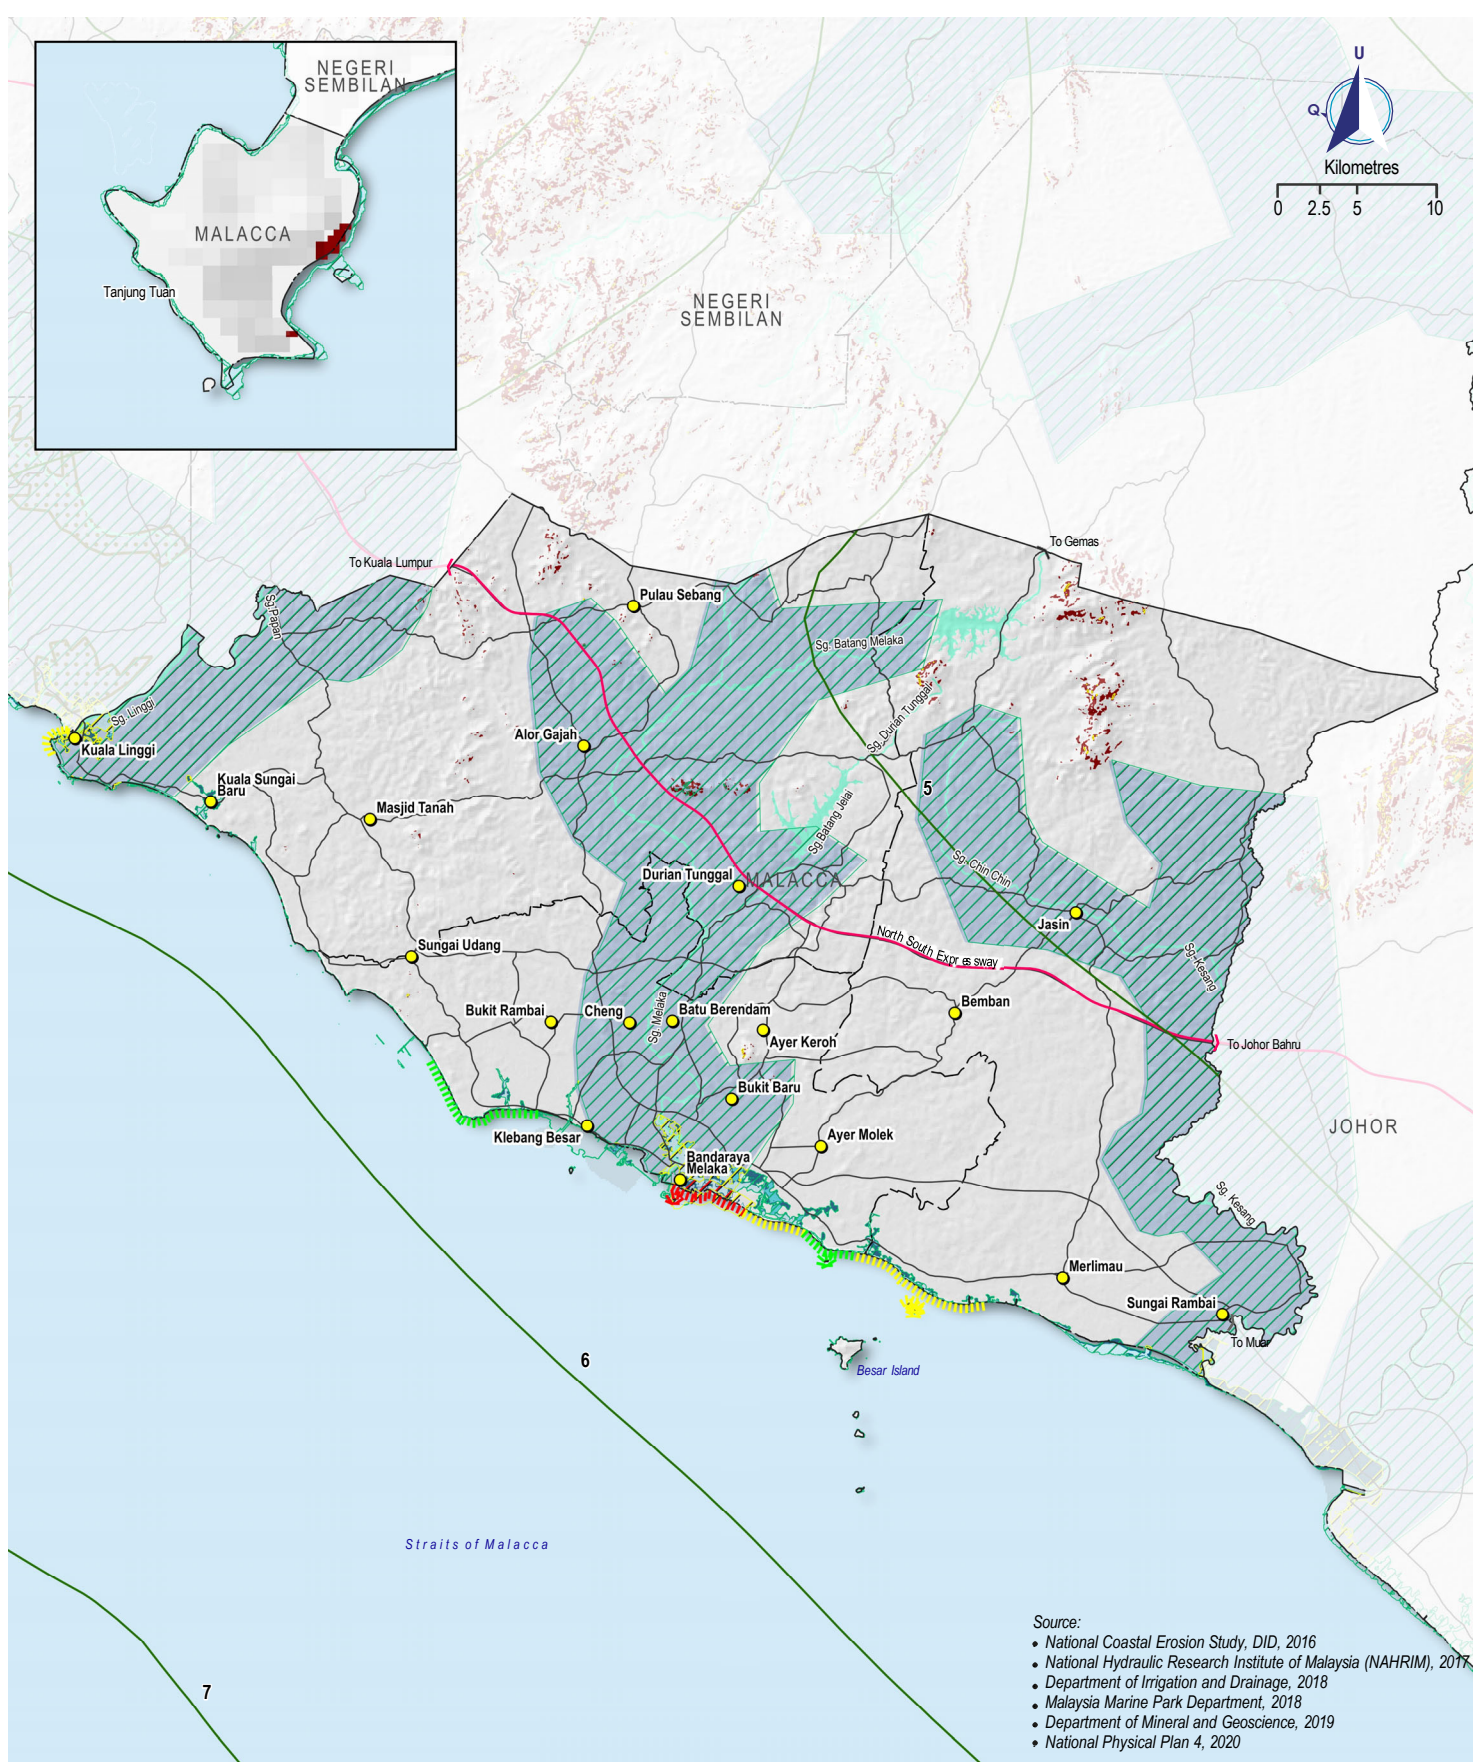 NEGERI
SEMBILAN
MALACCA
Tanjung Tuan
U
Q
Kilometres
0 2.5 5 10
NEGERI
SEMBILAN
To Kuala Lumpur
To Gemas
Sg. Papan
Pulau Sebang
Sg. Batang Melaka
Sg. Linggi
Kuala Linggi
Alor Gajah
Sg. Durian Tunggal
Kuala Sungai
Baru
Masjid Tanah
5
Sg. Batang Jelai
Durian Tunggal
MALACCA
Sg. Chin Chin
Jasin
North South Expressway
Sungai Udang
Sg. Kesang
Bukit Rambai
Cheng
Sg. Melaka
Batu Berendam
Bemban
Ayer Keroh
To Johor Bahru
Bukit Baru
Klebang Besar
Ayer Molek
JOHOR
Bandaraya
Melaka
Sg. Kesang
Merlimau
Sungai Rambai
To Muar
6
Besar Island
Straits of Malacca
7
Source:
• National Coastal Erosion Study, DID, 2016
• National Hydraulic Research Institute of Malaysia (NAHRIM), 2017
• Department of Irrigation and Drainage, 2018
• Malaysia Marine Park Department, 2018
• Department of Mineral and Geoscience, 2019
• National Physical Plan 4, 2020